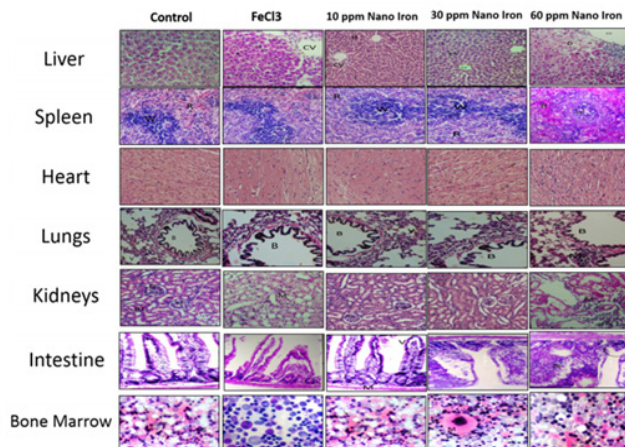 Control FeCl3 10 ppm Nano Iron 30 ppm Nano Iron 60 ppm Nano Iron
Liver
CV
Spleen
R
W
R
R
Heart
Lungs
B
B
B
B
B
Kidneys
Intestine
V
M
Bone Marrow